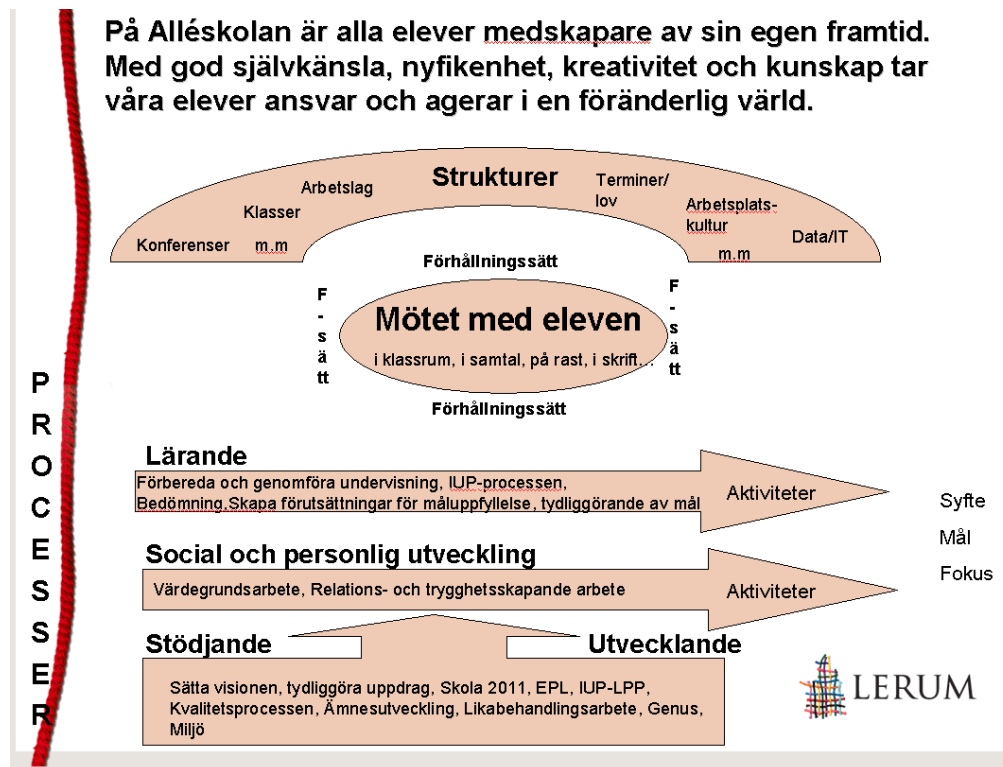 På Alléskolan är alla elever medskapare av sin egen framtid.
Med god självkänsla, nyfikenhet, kreativitet och kunskap tar
våra elever ansvar och agerar i en föränderlig värld.
Strukturer
Arbetslag
Terminer/
lov
Klasser
Arbetsplats-
kultur
Konferenser
m.m
m.m
Data/IT
Förhållningssätt
F
-
s
ä
tt
Mötet med eleven
i klassrum, i samtal, på rast, i skrift…
F
-
s
ä
tt
Förhållningssätt
P
R
O
C
E
S
S
E
R
Lärande
Förbereda och genomföra undervisning, IUP-processen,
Bedömning,Skapa förutsättningar för måluppfyllelse, tydliggörande av mål
Aktiviteter
Syfte
Mål
Fokus
Social och personlig utveckling
Värdegrundsarbete, Relations- och trygghetsskapande arbete
Aktiviteter
Stödjande
Utvecklande
Sätta visionen, tydliggöra uppdrag, Skola 2011, EPL, IUP-LPP,
Kvalitetsprocessen, Ämnesutveckling, Likabehandlingsarbete, Genus,
Miljö
LERUM